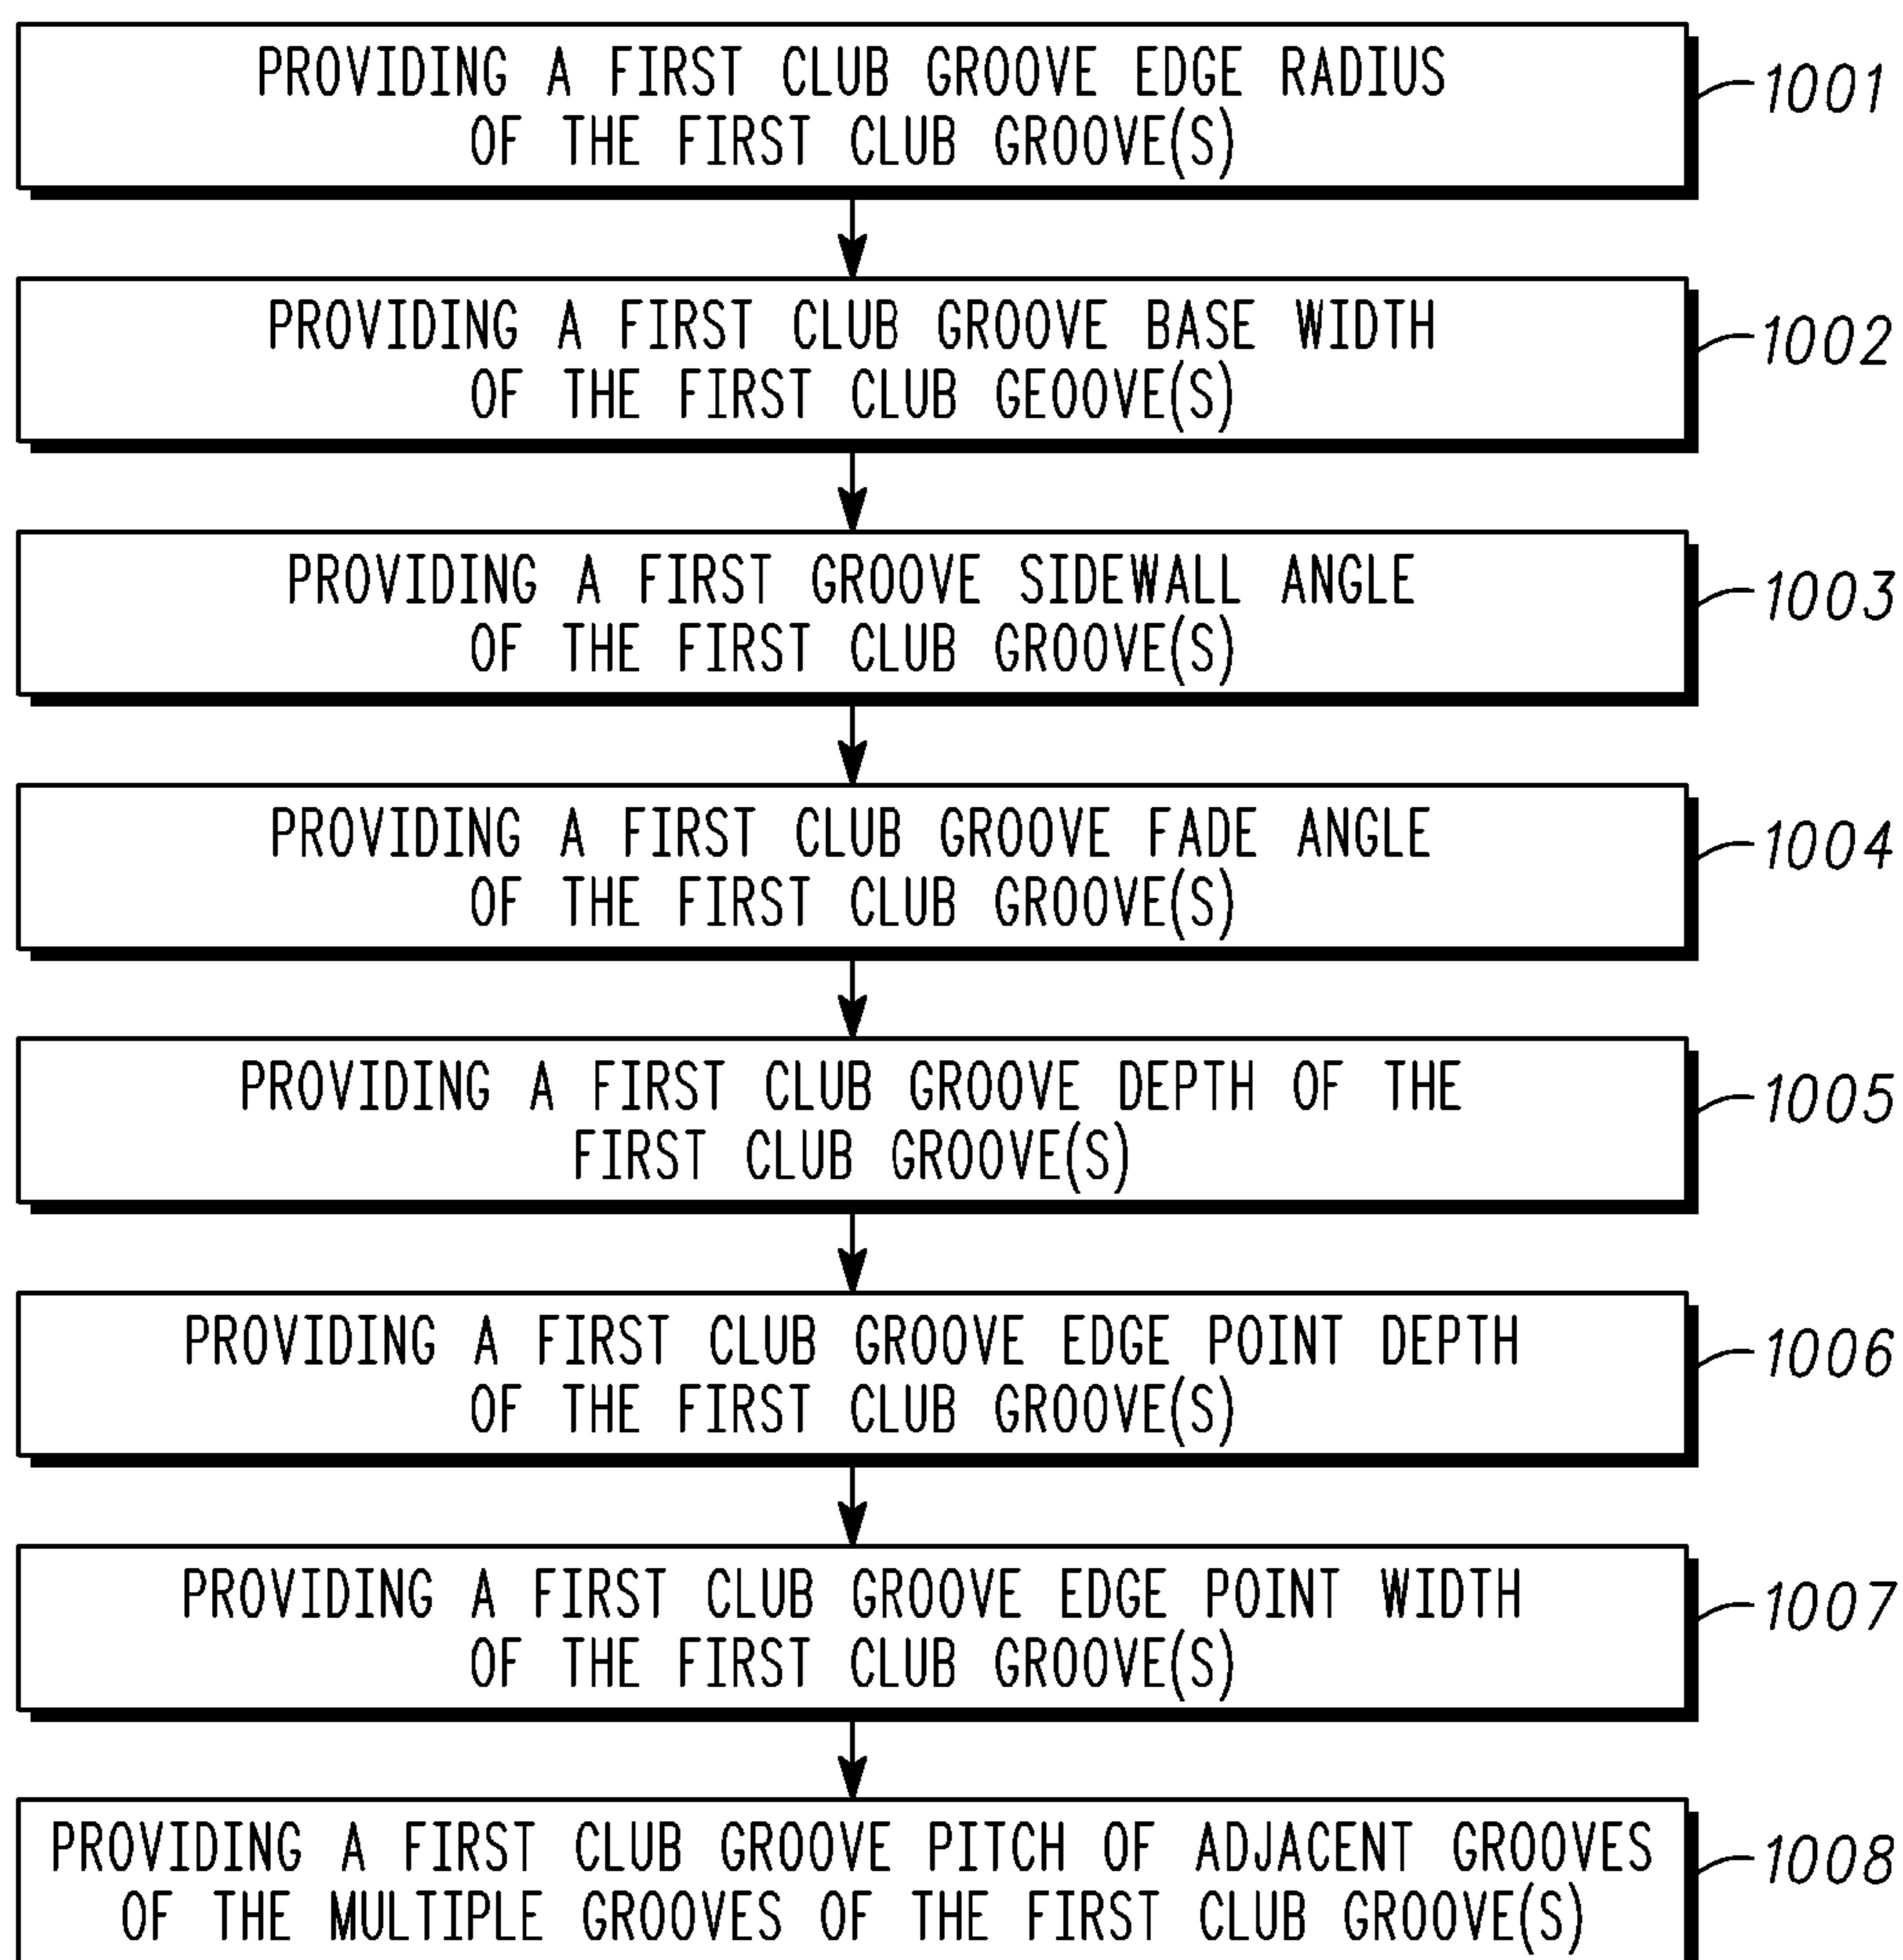 PROVIDING A FIRST CLUB GROOVE EDGE RADIUS
OF THE FIRST CLUB GROOVE(S)
1001
PROVIDING A FIRST CLUB GROOVE BASE WIDTH
OF THE FIRST CLUB GEOOVE(S)
1002
PROVIDING A FIRST GROOVE SIDEWALL ANGLE
OF THE FIRST CLUB GROOVE(S)
1003
PROVIDING A FIRST CLUB GROOVE FADE ANGLE
OF THE FIRST CLUB GROOVE(S)
1004
PROVIDING A FIRST CLUB GROOVE DEPTH OF THE
FIRST CLUB GROOVE(S)
1005
PROVIDING A FIRST CLUB GROOVE EDGE POINT DEPTH
OF THE FIRST CLUB GROOVE(S)
1006
PROVIDING A FIRST CLUB GROOVE EDGE POINT WIDTH
OF THE FIRST CLUB GROOVE(S)
1007
PROVIDING A FIRST CLUB GROOVE PITCH OF ADJACENT GROOVES
OF THE MULTIPLE GROOVES OF THE FIRST CLUB GROOVE(S)
1008